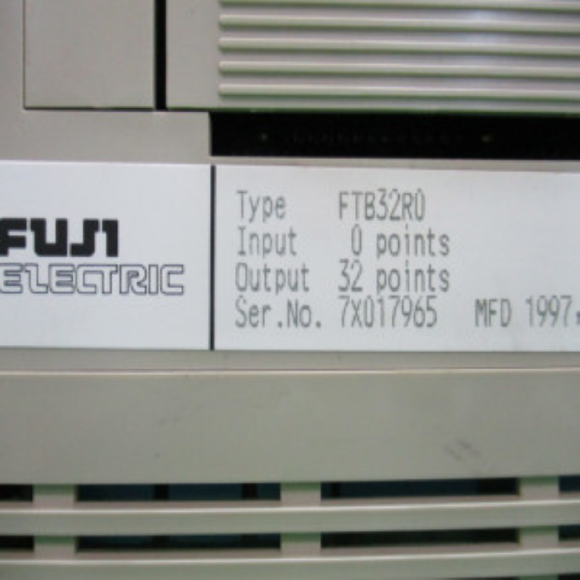 FUJI
ELECTRIC
Type FTB32R0
Input 0 points
Output 32 points
Ser.No. 7X017965 MFD 1997.